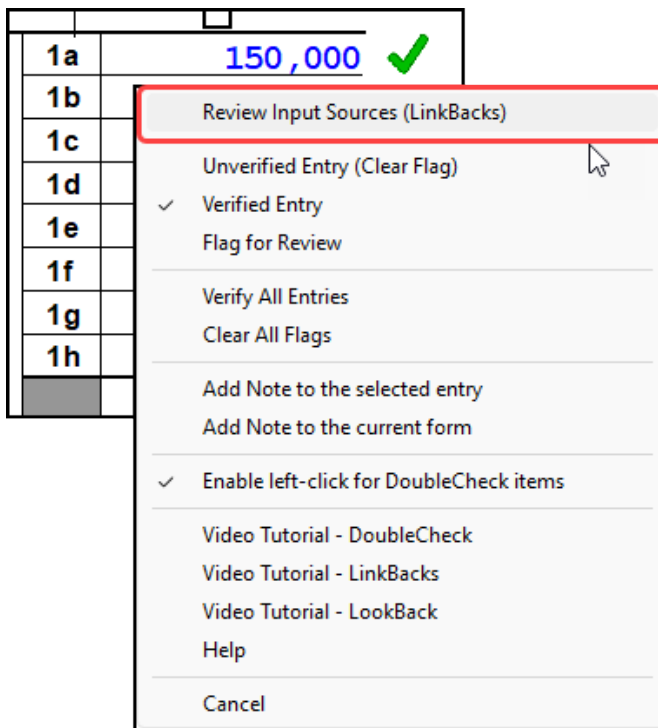 1a 150,000
1b
1c
1d
1e
1f
1g
1h
Review Input Sources (LinkBacks)
Unverified Entry (Clear Flag)
Verified Entry
Flag for Review
Verify All Entries
Clear All Flags
Add Note to the selected entry
Add Note to the current form
Enable left-click for DoubleCheck items
Video Tutorial - DoubleCheck
Video Tutorial - LinkBacks
Video Tutorial - LookBack
Help
Cancel